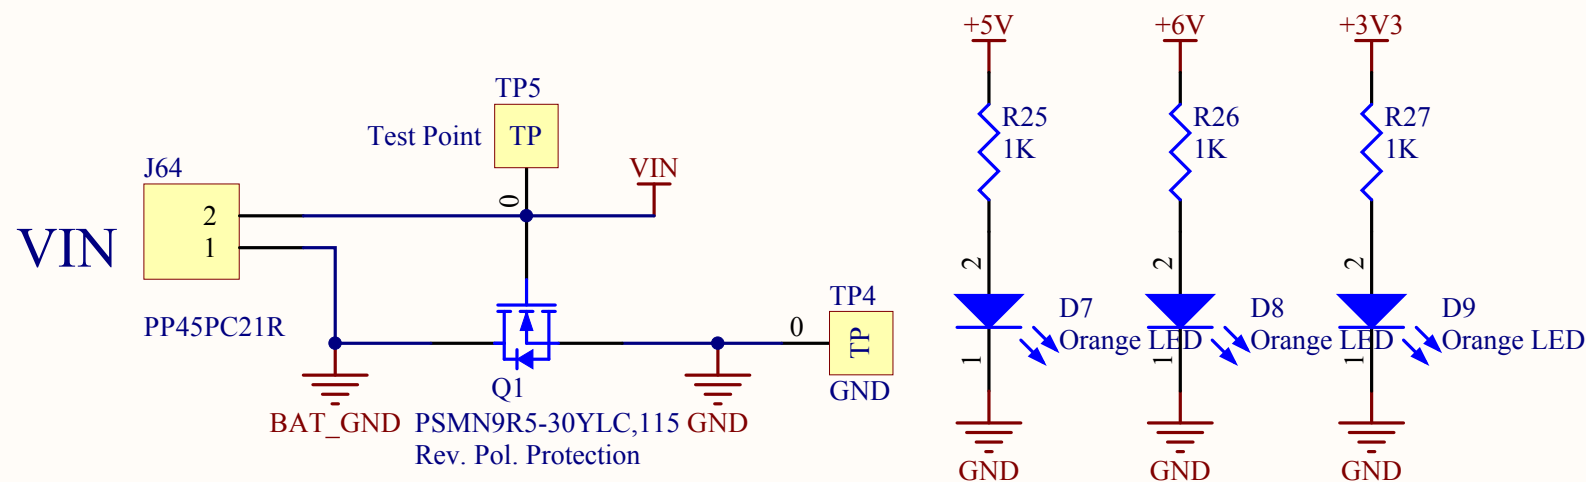 TP5
Test Point
TP
J64
VIN
0
2
1
VIN
PP45PC21R
TP4
0
TP
GND
Q1
BAT_GND
PSMN9R5-30YLC,115
GND
Rev. Pol. Protection
+5V
R25
1K
2
D7
Orange LED
1
GND
+6V
R26
1K
2
D8
Orange LED
1
GND
+3V3
R27
1K
2
D9
Orange LED
1
GND